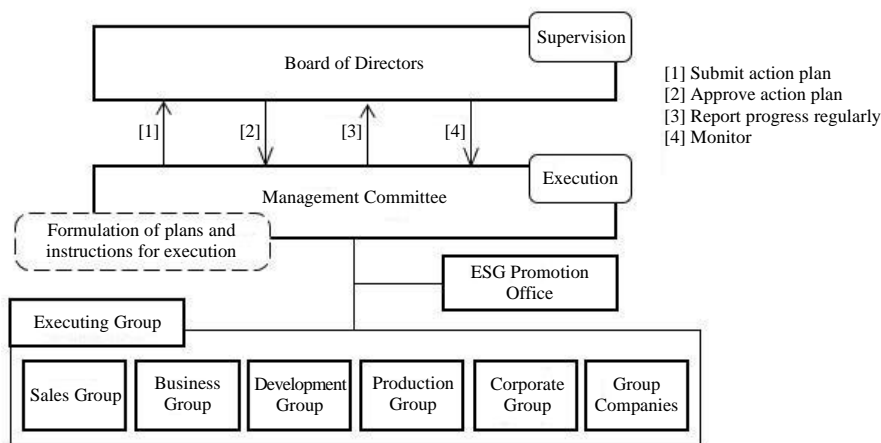 Supervision
Board of Directors
[1] Submit action plan
[2] Approve action plan
[3] Report progress regularly
[4] Monitor
[1]
[2]
[3]
[4]
Execution
Management Committee
Formulation of plans and
instructions for execution
ESG Promotion
Office
Executing Group
Sales Group
Business
Group
Development
Group
Production
Group
Corporate
Group
Group
Companies